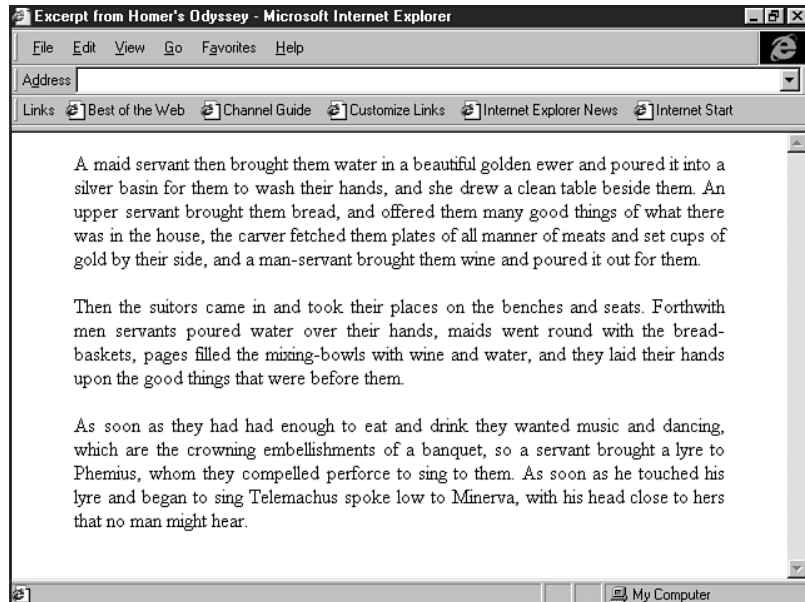 Excerpt from Homer's Odyssey - Microsoft Internet Explorer
File Edit View Go Favorites Help
Address
Links Best of the Web Channel Guide Customize Links Internet Explorer News Internet Start
A maid servant then brought them water in a beautiful golden ewer and poured it into a
silver basin for them to wash their hands, and she drew a clean table beside them. An
upper servant brought them bread, and offered them many good things of what there
was in the house, the carver fetched them plates of all manner of meats and set cups of
gold by their side, and a man-servant brought them wine and poured it out for them.
Then the suitors came in and took their places on the benches and seats. Forthwith
men servants poured water over their hands, maids went round with the bread-
baskets, pages filled the mixing-bowls with wine and water, and they laid their hands
upon the good things that were before them.
As soon as they had had enough to eat and drink they wanted music and dancing,
which are the crowning embellishments of a banquet, so a servant brought a lyre to
Phemius, whom they compelled perforce to sing to them. As soon as he touched his
lyre and began to sing Telemachus spoke low to Minerva, with his head close to hers
that no man might hear.
My Computer